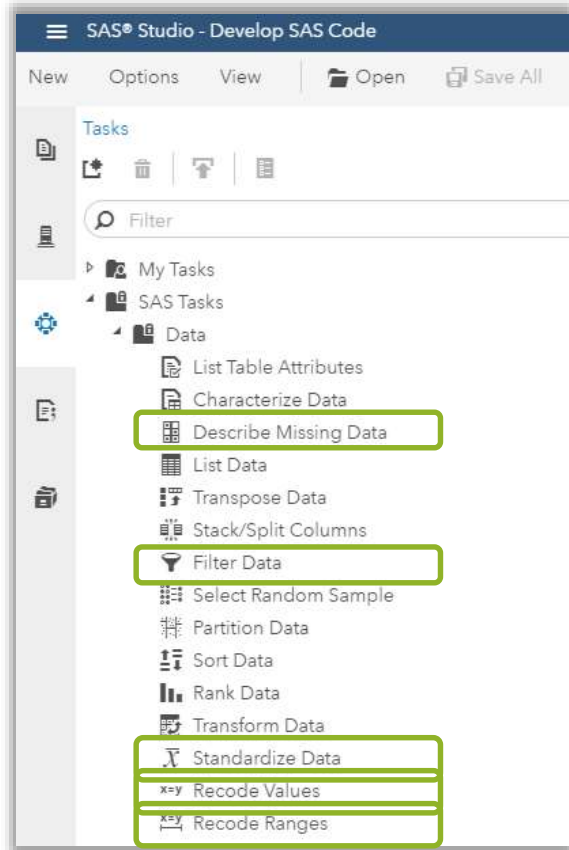 SAS® Studio - Develop SAS Code
New Options View Open Save All
Tasks
Filter
My Tasks
SAS Tasks
Data
List Table Attributes
Characterize Data
Describe Missing Data
List Data
Transpose Data
Stack/Split Columns
Filter Data
Select Random Sample
Partition Data
Sort Data
Rank Data
Transform Data
x̄ Standardize Data
x=y Recode Values
x=y Recode Ranges